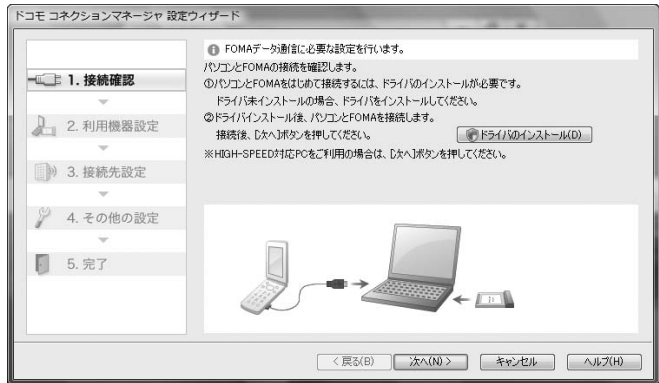 ドコモ コネクションマネージャ 設定ウィザード
1. 接続確認
2. 利用機器設定
3. 接続先設定
4. その他の設定
5. 完了
FOMAデータ通信に必要な設定を行います。
パソコンとFOMAの接続を確認します。
①パソコンとFOMAをはじめて接続するには、ドライバのインストールが必要です。
ドライバ未インストールの場合、ドライバをインストールしてください。
②ドライバインストール後、パソコンとFOMAを接続します。
接続後、[次へ]ボタンを押してください。
ドライバのインストール(D)
※HIGH-SPEED対応PCをご利用の場合は、[次へ]ボタンを押してください。
< 戻る(B)
次へ(N) >
キャンセル
ヘルプ(H)